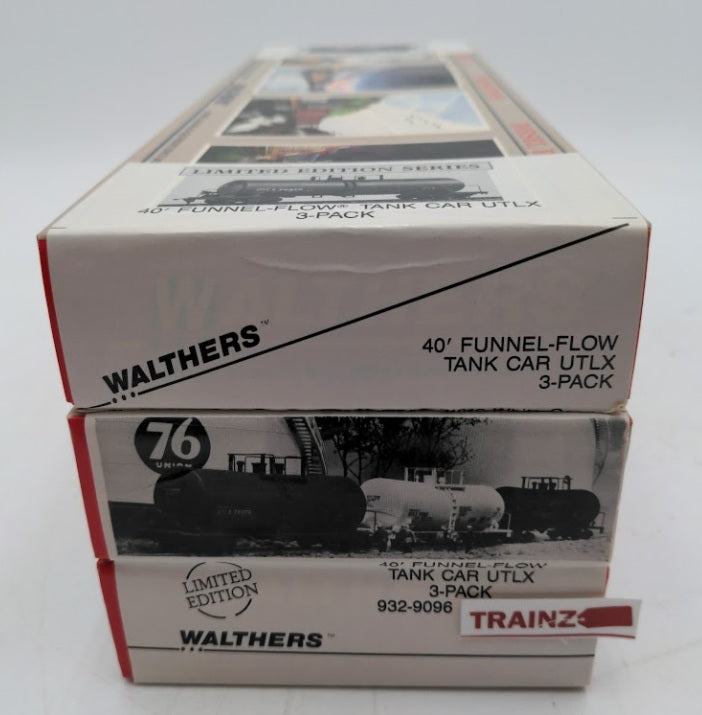 LIMITED EDITION SERIES
40' FUNNEL-FLOW® TANK CAR UTLX
3-PACK
WALTHERS™
40' FUNNEL-FLOW
TANK CAR UTLX
3-PACK
76
UNION
LIMITED
EDITION
40' FUNNEL-FLOW
TANK CAR UTLX
3-PACK
932-9096
WALTHERS™
TRAINZ